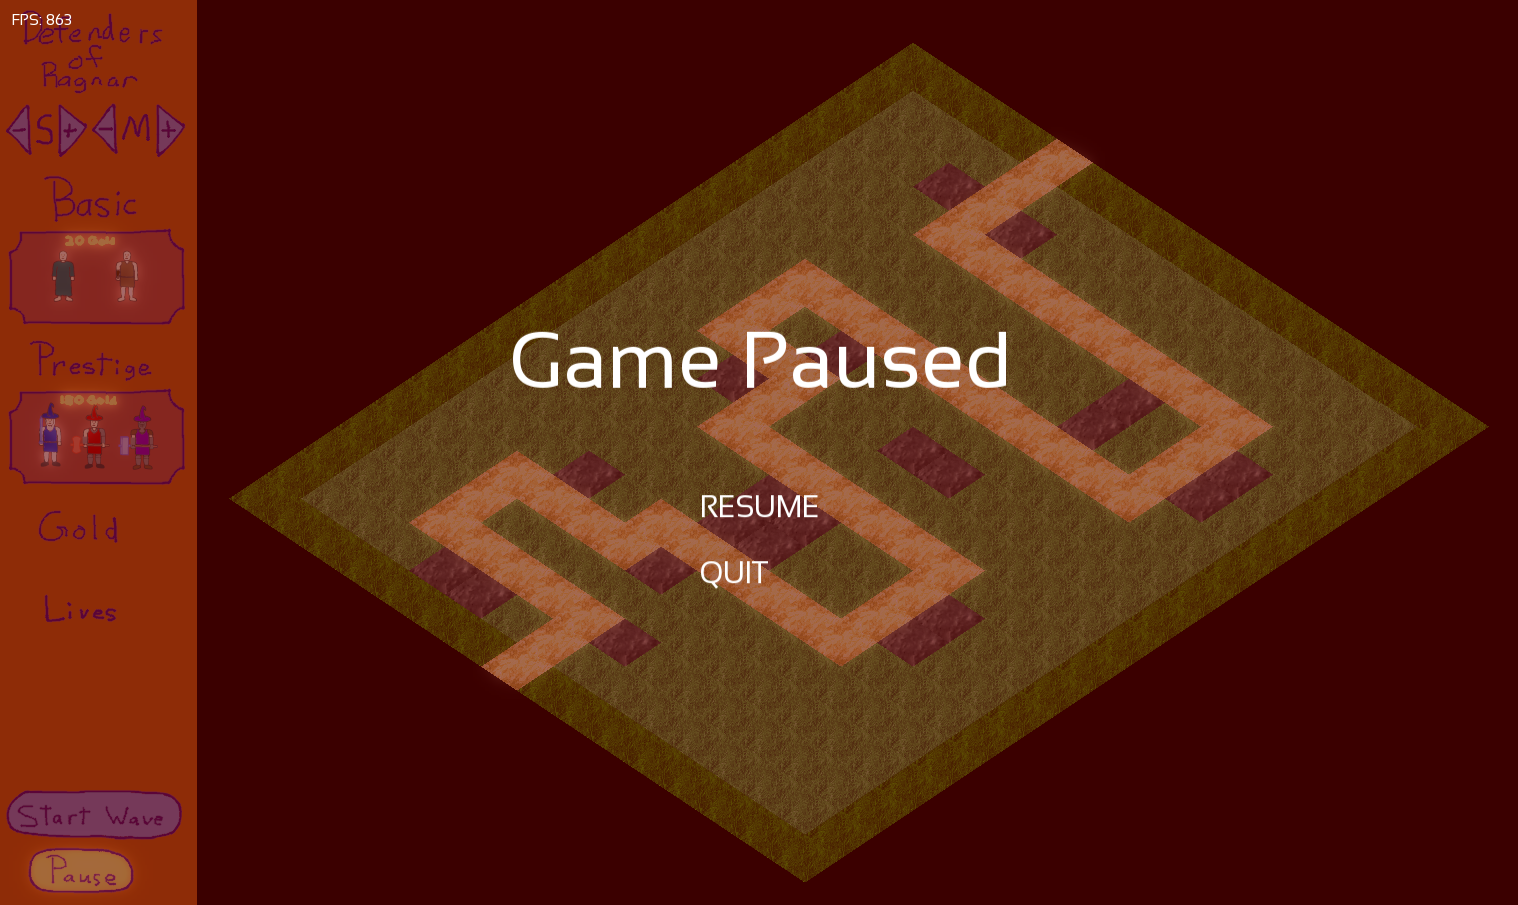 FPS: 863
Defenders
of
Ragnar
- S + - M +
Basic
20 Gold
Prestige
180 Gold
Gold
Lives
Start Wave
Pause
Game Paused
RESUME
QUIT